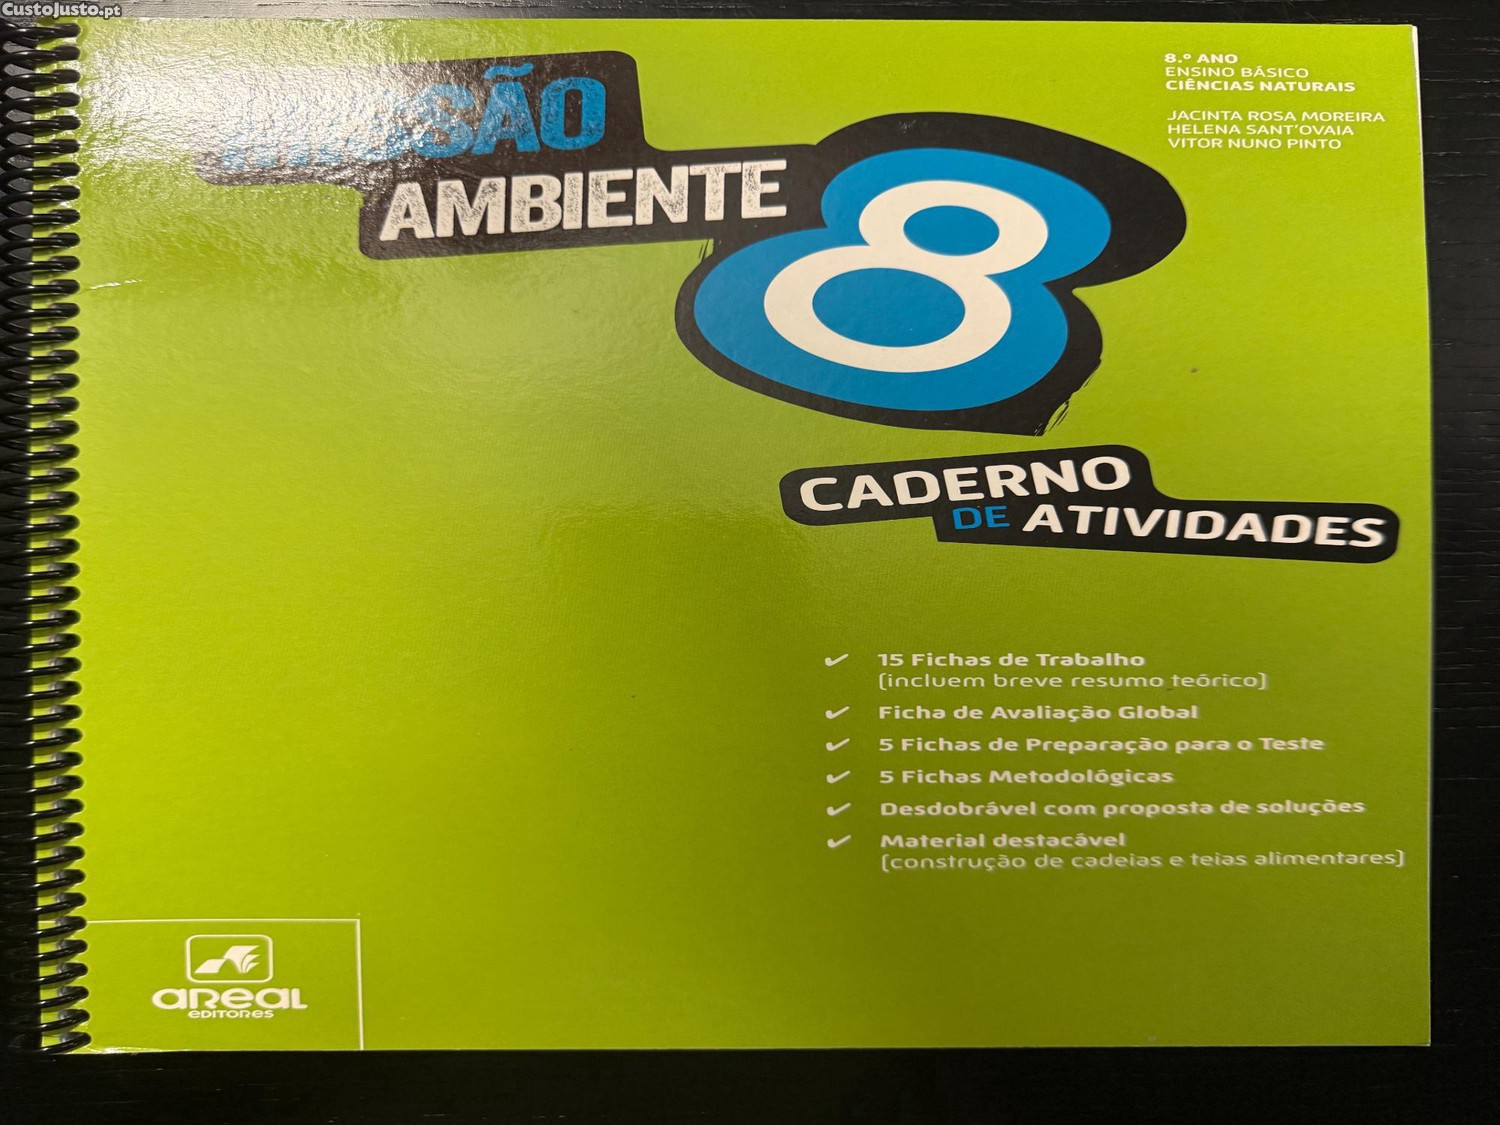 CustoJusto.pt
8.º ANO
ENSINO BÁSICO
CIÊNCIAS NATURAIS
JACINTA ROSA MOREIRA
HELENA SANT'OVAIA
VITOR NUNO PINTO
MISSÃO
AMBIENTE 8
CADERNO
DE ATIVIDADES
✓ 15 Fichas de Trabalho
(incluem breve resumo teórico)
✓ Ficha de Avaliação Global
✓ 5 Fichas de Preparação para o Teste
✓ 5 Fichas Metodológicas
✓ Desdobrável com proposta de soluções
✓ Material destacável
(construção de cadeias e teias alimentares)
aReaL
EDITORES